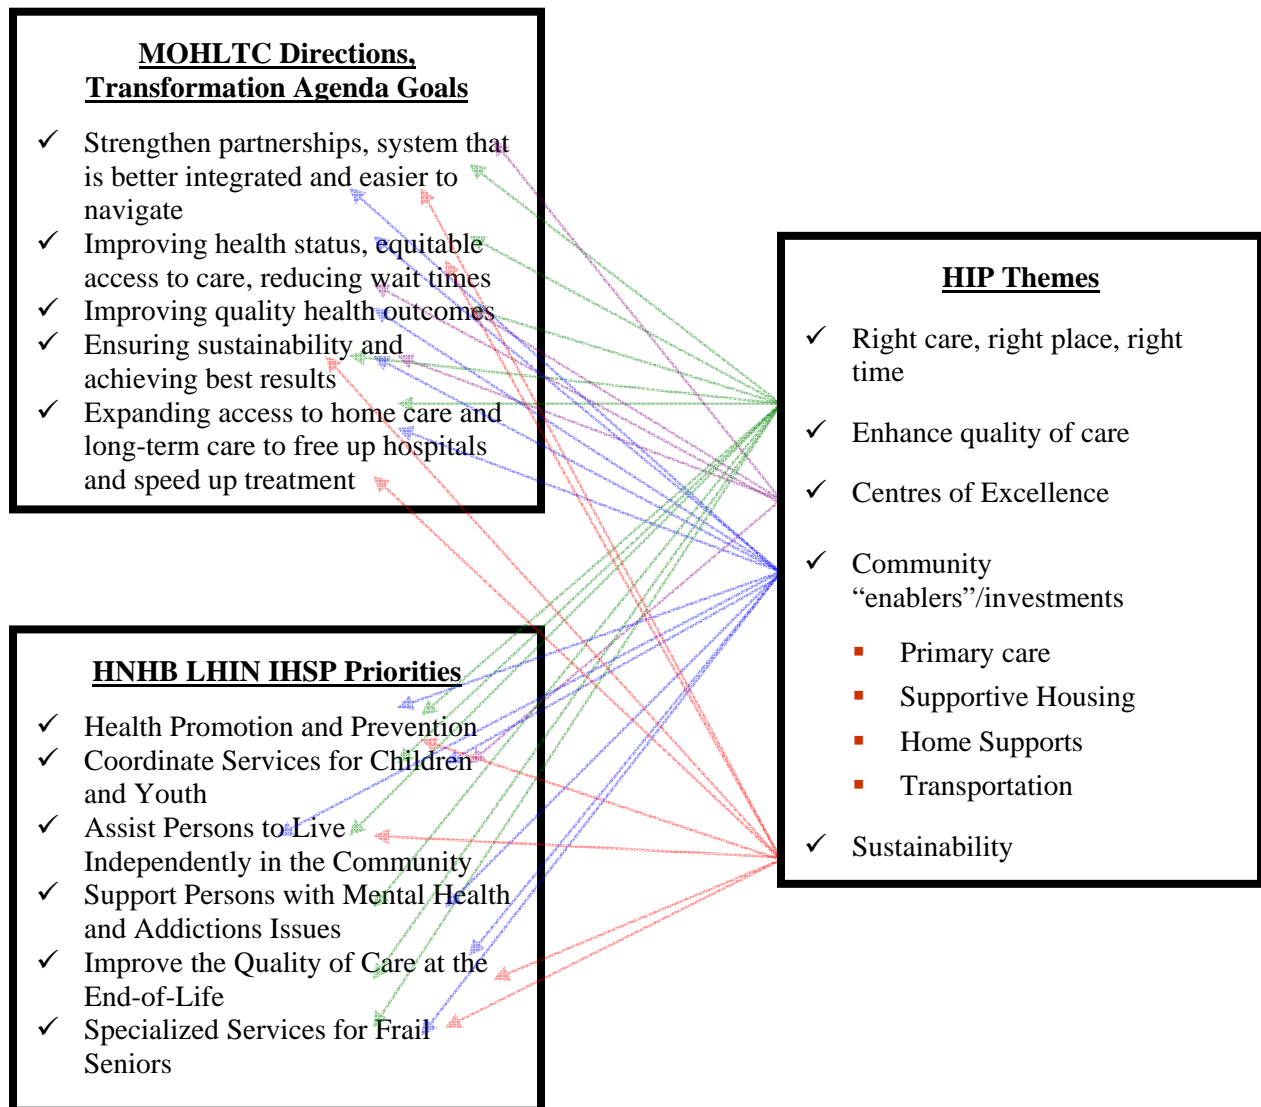 MOHLTC Directions,
Transformation Agenda Goals
✓ Strengthen partnerships, system that
is better integrated and easier to
navigate
✓ Improving health status, equitable
access to care, reducing wait times
✓ Improving quality health outcomes
✓ Ensuring sustainability and
achieving best results
✓ Expanding access to home care and
long-term care to free up hospitals
and speed up treatment
HNHB LHIN IHSP Priorities
✓ Health Promotion and Prevention
✓ Coordinate Services for Children
and Youth
✓ Assist Persons to Live
Independently in the Community
✓ Support Persons with Mental Health
and Addictions Issues
✓ Improve the Quality of Care at the
End-of-Life
✓ Specialized Services for Frail
Seniors
HIP Themes
✓ Right care, right place, right
time
✓ Enhance quality of care
✓ Centres of Excellence
✓ Community
“enablers”/investments
▪ Primary care
▪ Supportive Housing
▪ Home Supports
▪ Transportation
✓ Sustainability